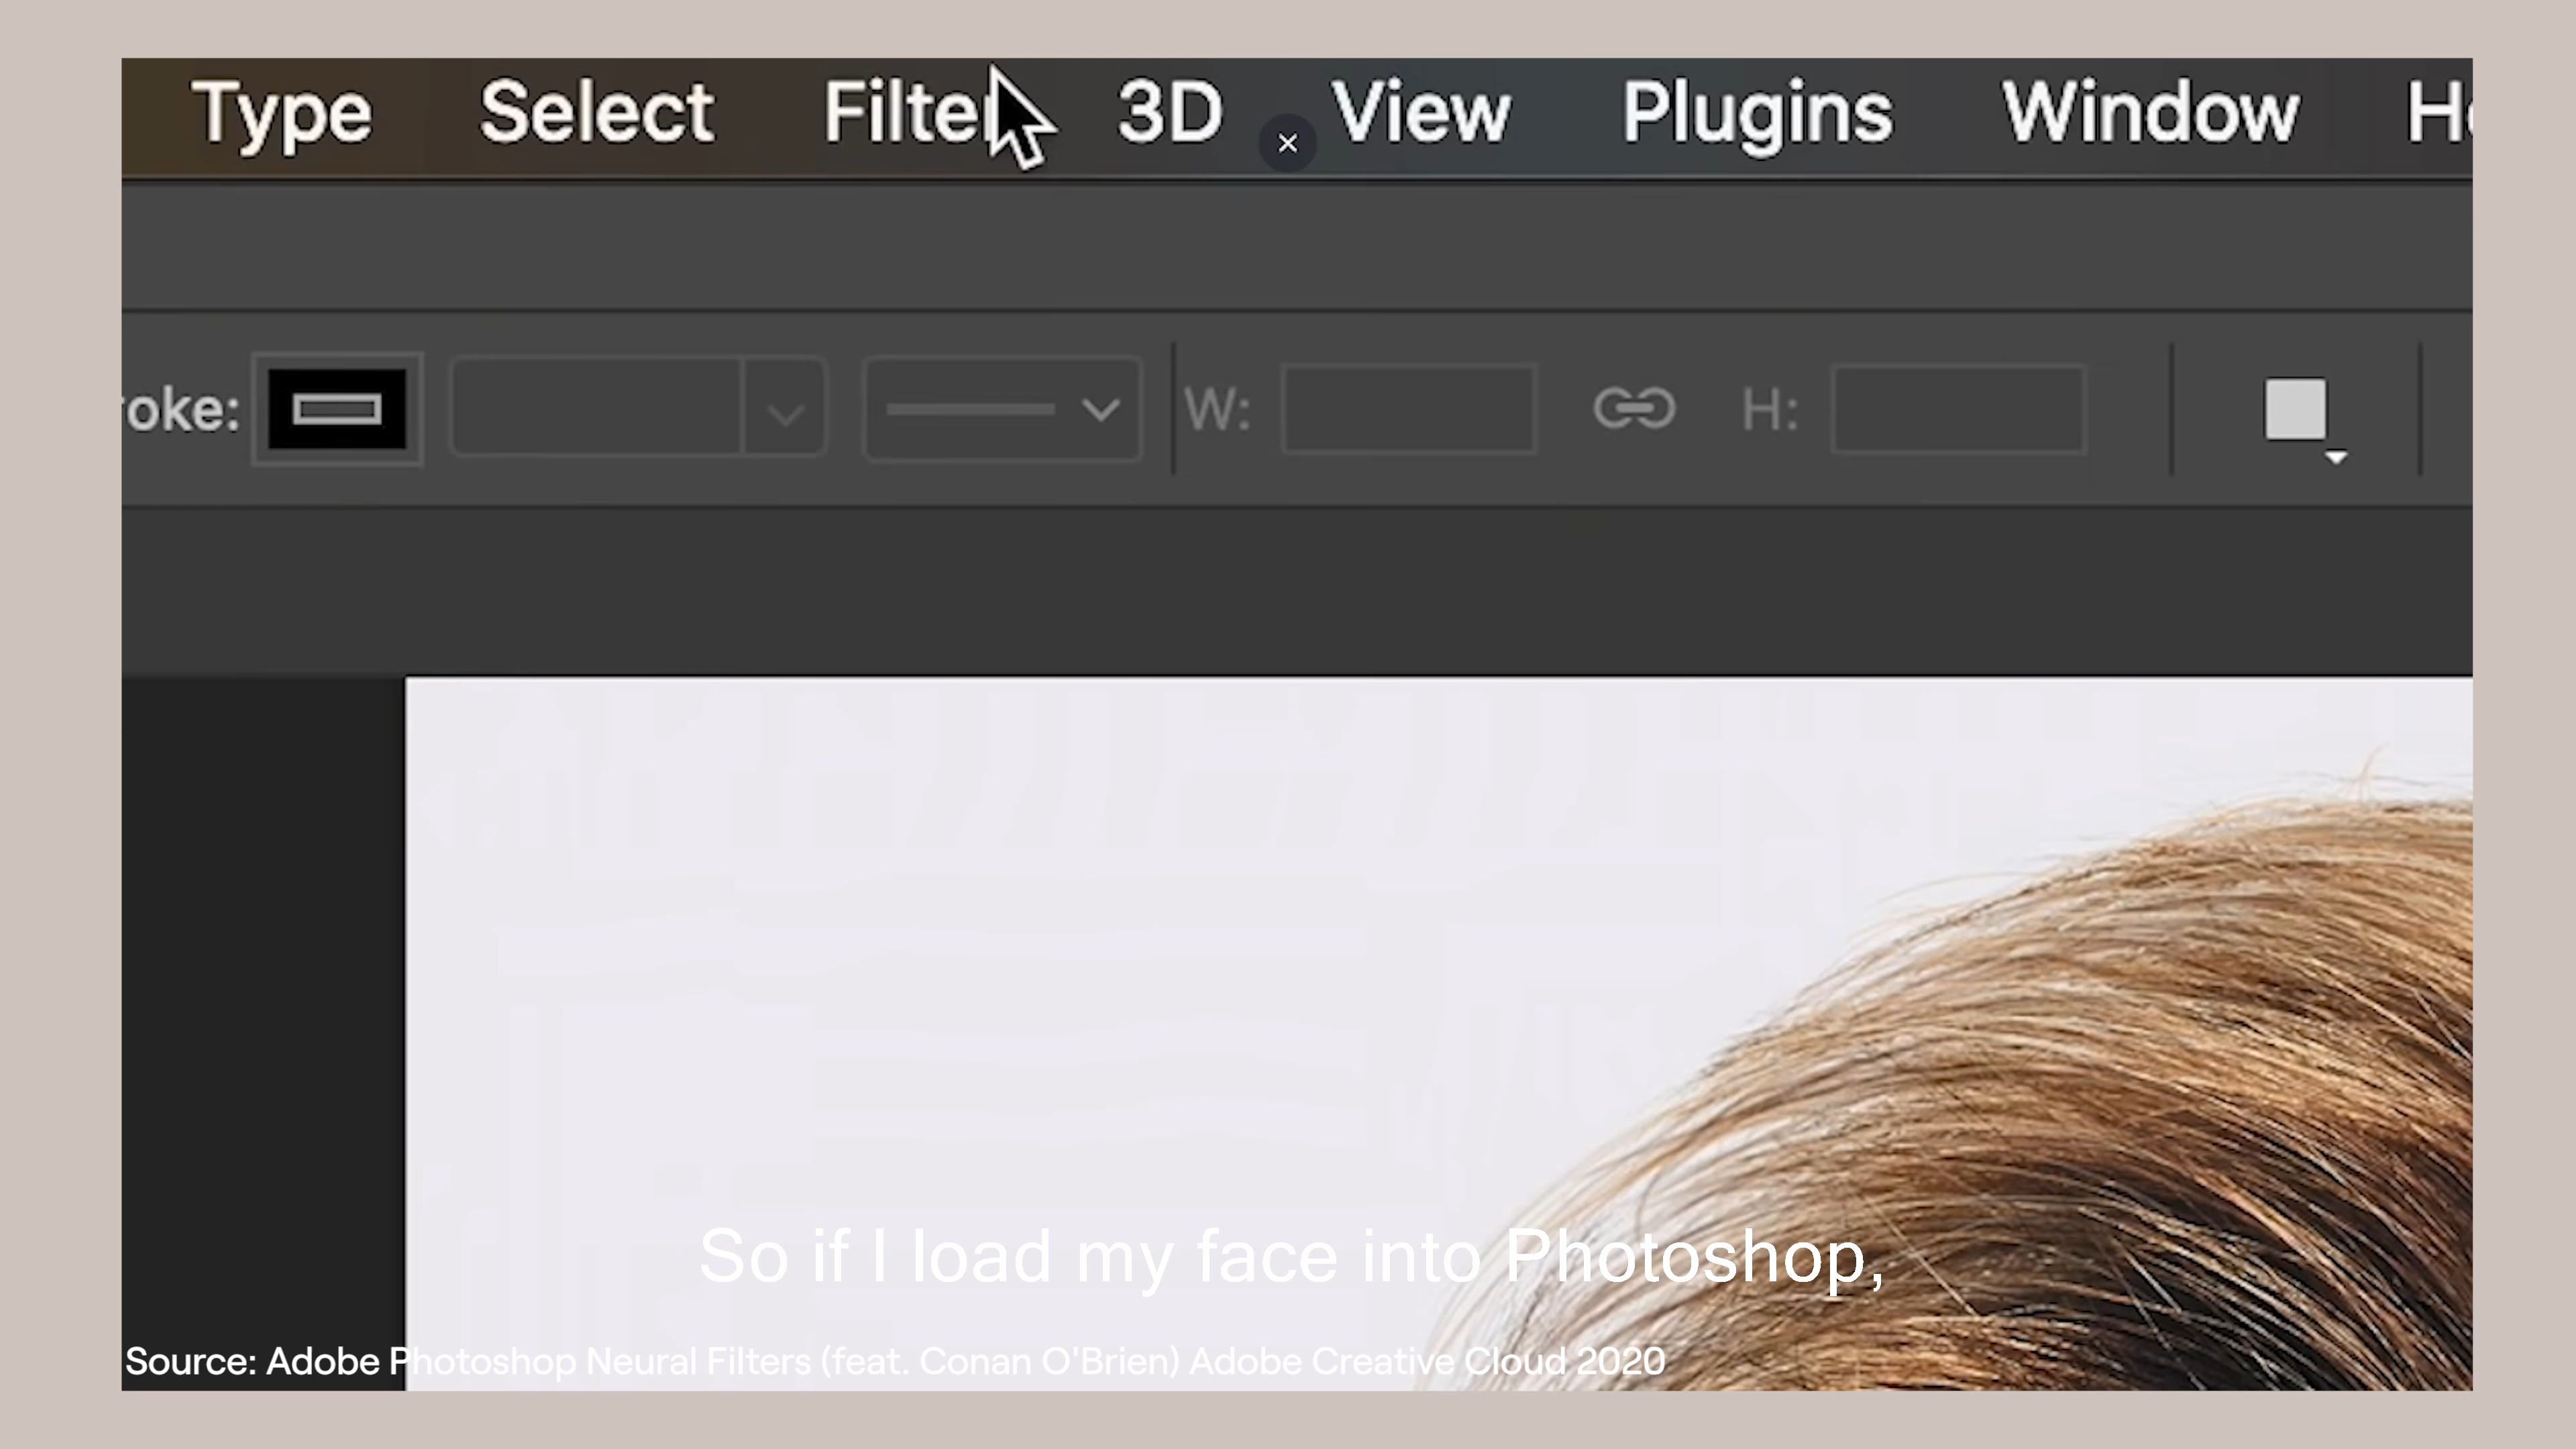 Type Select Filter 3D View Plugins Window
oke: W: H:
So if I load my face into Photoshop,
Source: Adobe Photoshop Neural Filters (feat. Conan O'Brien) Adobe Creative Cloud 2020